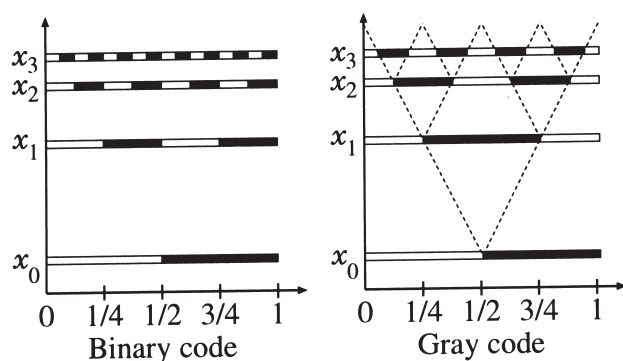 x3
x2
x1
x0
0 1/4 1/2 3/4 1
Binary code
x3
x2
x1
x0
0 1/4 1/2 3/4 1
Gray code